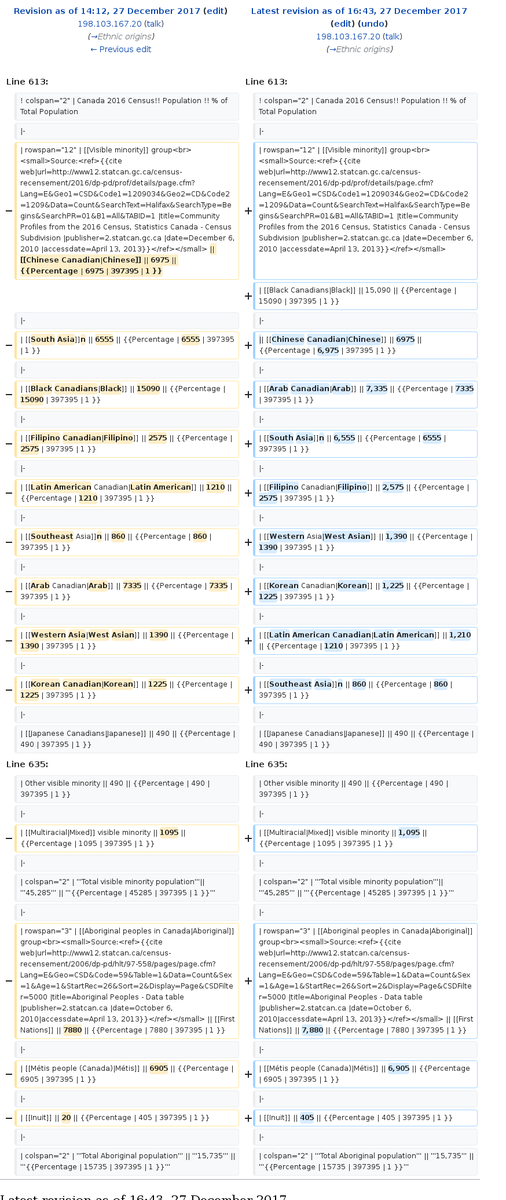 Revision as of 14:12, 27 December 2017 (edit)
198.103.167.20 (talk)
(→Ethnic origins)
← Previous edit
Latest revision as of 16:43, 27 December 2017
(edit) (undo)
198.103.167.20 (talk)
(→Ethnic origins)
Line 613:
Line 613:
! colspan="2" | Canada 2016 Census!! Population !! % of
Total Population
! colspan="2" | Canada 2016 Census!! Population !! % of
Total Population
|-
|-
−
| rowspan="12" | [[Visible minority]] group<br>
<small>Source:<ref>{{cite
web|url=http://www12.statcan.gc.ca/census-
recensement/2016/dp-pd/prof/details/page.cfm?
Lang=E&Geo1=CSD&Code1=1209034&Geo2=CD&Code2
=1209&Data=Count&SearchText=Halifax&SearchType=Be
gins&SearchPR=01&B1=All&TABID=1 |title=Community
Profiles from the 2016 Census, Statistics Canada - Census
Subdivision |publisher=2.statcan.gc.ca |date=December 6,
2010 |accessdate=April 13, 2013}}</ref></small> ||
[[Chinese Canadian|Chinese]] || 6975 ||
{{Percentage | 6975 | 397395 | 1 }}
+
| rowspan="12" | [[Visible minority]] group<br>
<small>Source:<ref>{{cite
web|url=http://www12.statcan.gc.ca/census-
recensement/2016/dp-pd/prof/details/page.cfm?
Lang=E&Geo1=CSD&Code1=1209034&Geo2=CD&Code2
=1209&Data=Count&SearchText=Halifax&SearchType=Be
gins&SearchPR=01&B1=All&TABID=1 |title=Community
Profiles from the 2016 Census, Statistics Canada - Census
Subdivision |publisher=2.statcan.gc.ca |date=December 6,
2010 |accessdate=April 13, 2013}}</ref></small>
+
| [[Black Canadians|Black]] || 15,090 || {{Percentage |
15090 | 397395 | 1 }}
|-
|-
−
| [[South Asia]]n || 6555 || {{Percentage | 6555 | 397395
| 1 }}
+
|| [[Chinese Canadian|Chinese]] || 6975 ||
{{Percentage | 6,975 | 397395 | 1 }}
|-
|-
−
| [[Black Canadians|Black]] || 15090 || {{Percentage |
15090 | 397395 | 1 }}
+
| [[Arab Canadian|Arab]] || 7,335 || {{Percentage | 7335
| 397395 | 1 }}
|-
|-
−
| [[Filipino Canadian|Filipino]] || 2575 || {{Percentage |
2575 | 397395 | 1 }}
+
| [[South Asia]]n || 6,555 || {{Percentage | 6555 |
397395 | 1 }}
|-
|-
−
| [[Latin American Canadian|Latin American]] || 1210 ||
{{Percentage | 1210 | 397395 | 1 }}
+
| [[Filipino Canadian|Filipino]] || 2,575 || {{Percentage |
2575 | 397395 | 1 }}
|-
|-
−
| [[Southeast Asia]]n || 860 || {{Percentage | 860 |
397395 | 1 }}
+
| [[Western Asia|West Asian]] || 1,390 || {{Percentage |
1390 | 397395 | 1 }}
|-
|-
−
| [[Arab Canadian|Arab]] || 7335 || {{Percentage | 7335 |
397395 | 1 }}
+
| [[Korean Canadian|Korean]] || 1,225 || {{Percentage |
1225 | 397395 | 1 }}
|-
|-
−
| [[Western Asia|West Asian]] || 1390 || {{Percentage |
1390 | 397395 | 1 }}
+
| [[Latin American Canadian|Latin American]] || 1,210
|| {{Percentage | 1210 | 397395 | 1 }}
|-
|-
−
| [[Korean Canadian|Korean]] || 1225 || {{Percentage |
1225 | 397395 | 1 }}
+
| [[Southeast Asia]]n || 860 || {{Percentage | 860 |
397395 | 1 }}
|-
|-
| [[Japanese Canadians|Japanese]] || 490 || {{Percentage |
490 | 397395 | 1 }}
| [[Japanese Canadians|Japanese]] || 490 || {{Percentage |
490 | 397395 | 1 }}
Line 635:
Line 635:
| Other visible minority || 490 || {{Percentage | 490 |
397395 | 1 }}
| Other visible minority || 490 || {{Percentage | 490 |
397395 | 1 }}
|-
|-
−
| [[Multiracial|Mixed]] visible minority || 1095 ||
{{Percentage | 1095 | 397395 | 1 }}
+
| [[Multiracial|Mixed]] visible minority || 1,095 ||
{{Percentage | 1095 | 397395 | 1 }}
|-
|-
| colspan="2" | '''Total visible minority population'''||
'''45,285''' || '''{{Percentage | 45285 | 397395 | 1 }}'''
| colspan="2" | '''Total visible minority population'''||
'''45,285''' || '''{{Percentage | 45285 | 397395 | 1 }}'''
|-
|-
−
| rowspan="3" | [[Aboriginal peoples in Canada|Aboriginal]]
group<br><small>Source:<ref>{{cite
web|url=http://www12.statcan.ca/census-
recensement/2006/dp-pd/hlt/97-558/pages/page.cfm?
Lang=E&Geo=CSD&Code=59&Table=1&Data=Count&Sex
=1&Age=1&StartRec=26&Sort=2&Display=Page&CSDFilte
r=5000 |title=Aboriginal Peoples - Data table
|publisher=2.statcan.ca |date=October 6,
2010|accessdate=April 13, 2013}}</ref></small> || [[First
Nations]] || 7880 || {{Percentage | 7880 | 397395 | 1 }}
+
| rowspan="3" | [[Aboriginal peoples in Canada|Aboriginal]]
group<br><small>Source:<ref>{{cite
web|url=http://www12.statcan.ca/census-
recensement/2006/dp-pd/hlt/97-558/pages/page.cfm?
Lang=E&Geo=CSD&Code=59&Table=1&Data=Count&Sex
=1&Age=1&StartRec=26&Sort=2&Display=Page&CSDFilte
r=5000 |title=Aboriginal Peoples - Data table
|publisher=2.statcan.ca |date=October 6,
2010|accessdate=April 13, 2013}}</ref></small> || [[First
Nations]] || 7,880 || {{Percentage | 7880 | 397395 | 1 }}
|-
|-
−
| [[Métis people (Canada)|Métis]] || 6905 || {{Percentage |
6905 | 397395 | 1 }}
+
| [[Métis people (Canada)|Métis]] || 6,905 || {{Percentage
| 6905 | 397395 | 1 }}
|-
|-
−
| [[Inuit]] || 20 || {{Percentage | 405 | 397395 | 1 }}
+
| [[Inuit]] || 405 || {{Percentage | 405 | 397395 | 1 }}
|-
|-
| colspan="2" | '''Total Aboriginal population''' || '''15,735''' ||
'''{{Percentage | 15735 | 397395 | 1 }}'''
| colspan="2" | '''Total Aboriginal population''' || '''15,735''' ||
'''{{Percentage | 15735 | 397395 | 1 }}'''
Latest revision as of 16:43, 27 December 2017